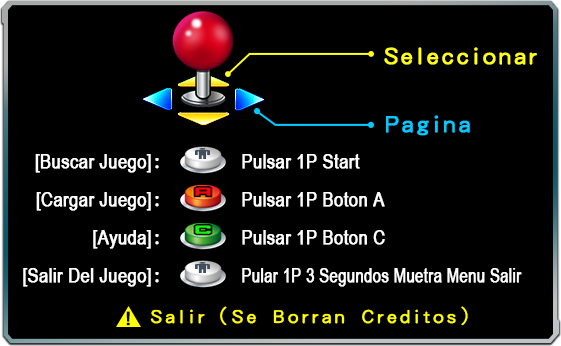 Seleccionar
Pagina
[Buscar Juego]: Pulsar 1P Start
[Cargar Juego]: A Pulsar 1P Boton A
[Ayuda]: C Pulsar 1P Boton C
[Salir Del Juego]: Pular 1P 3 Segundos Muetra Menu Salir
Salir (Se Borran Creditos)